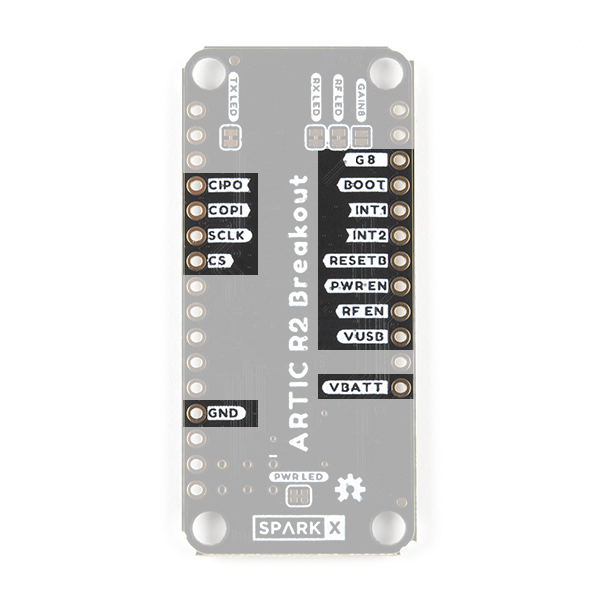 TX LED
RX LED
RF LED
GAIN8
G8
CIPO
BOOT
COPI
INT1
SCLK
INT2
CS
RESETB
PWR EN
RF EN
VUSB
VBATT
GND
ARTIC R2 Breakout
PWR LED
SPARK X